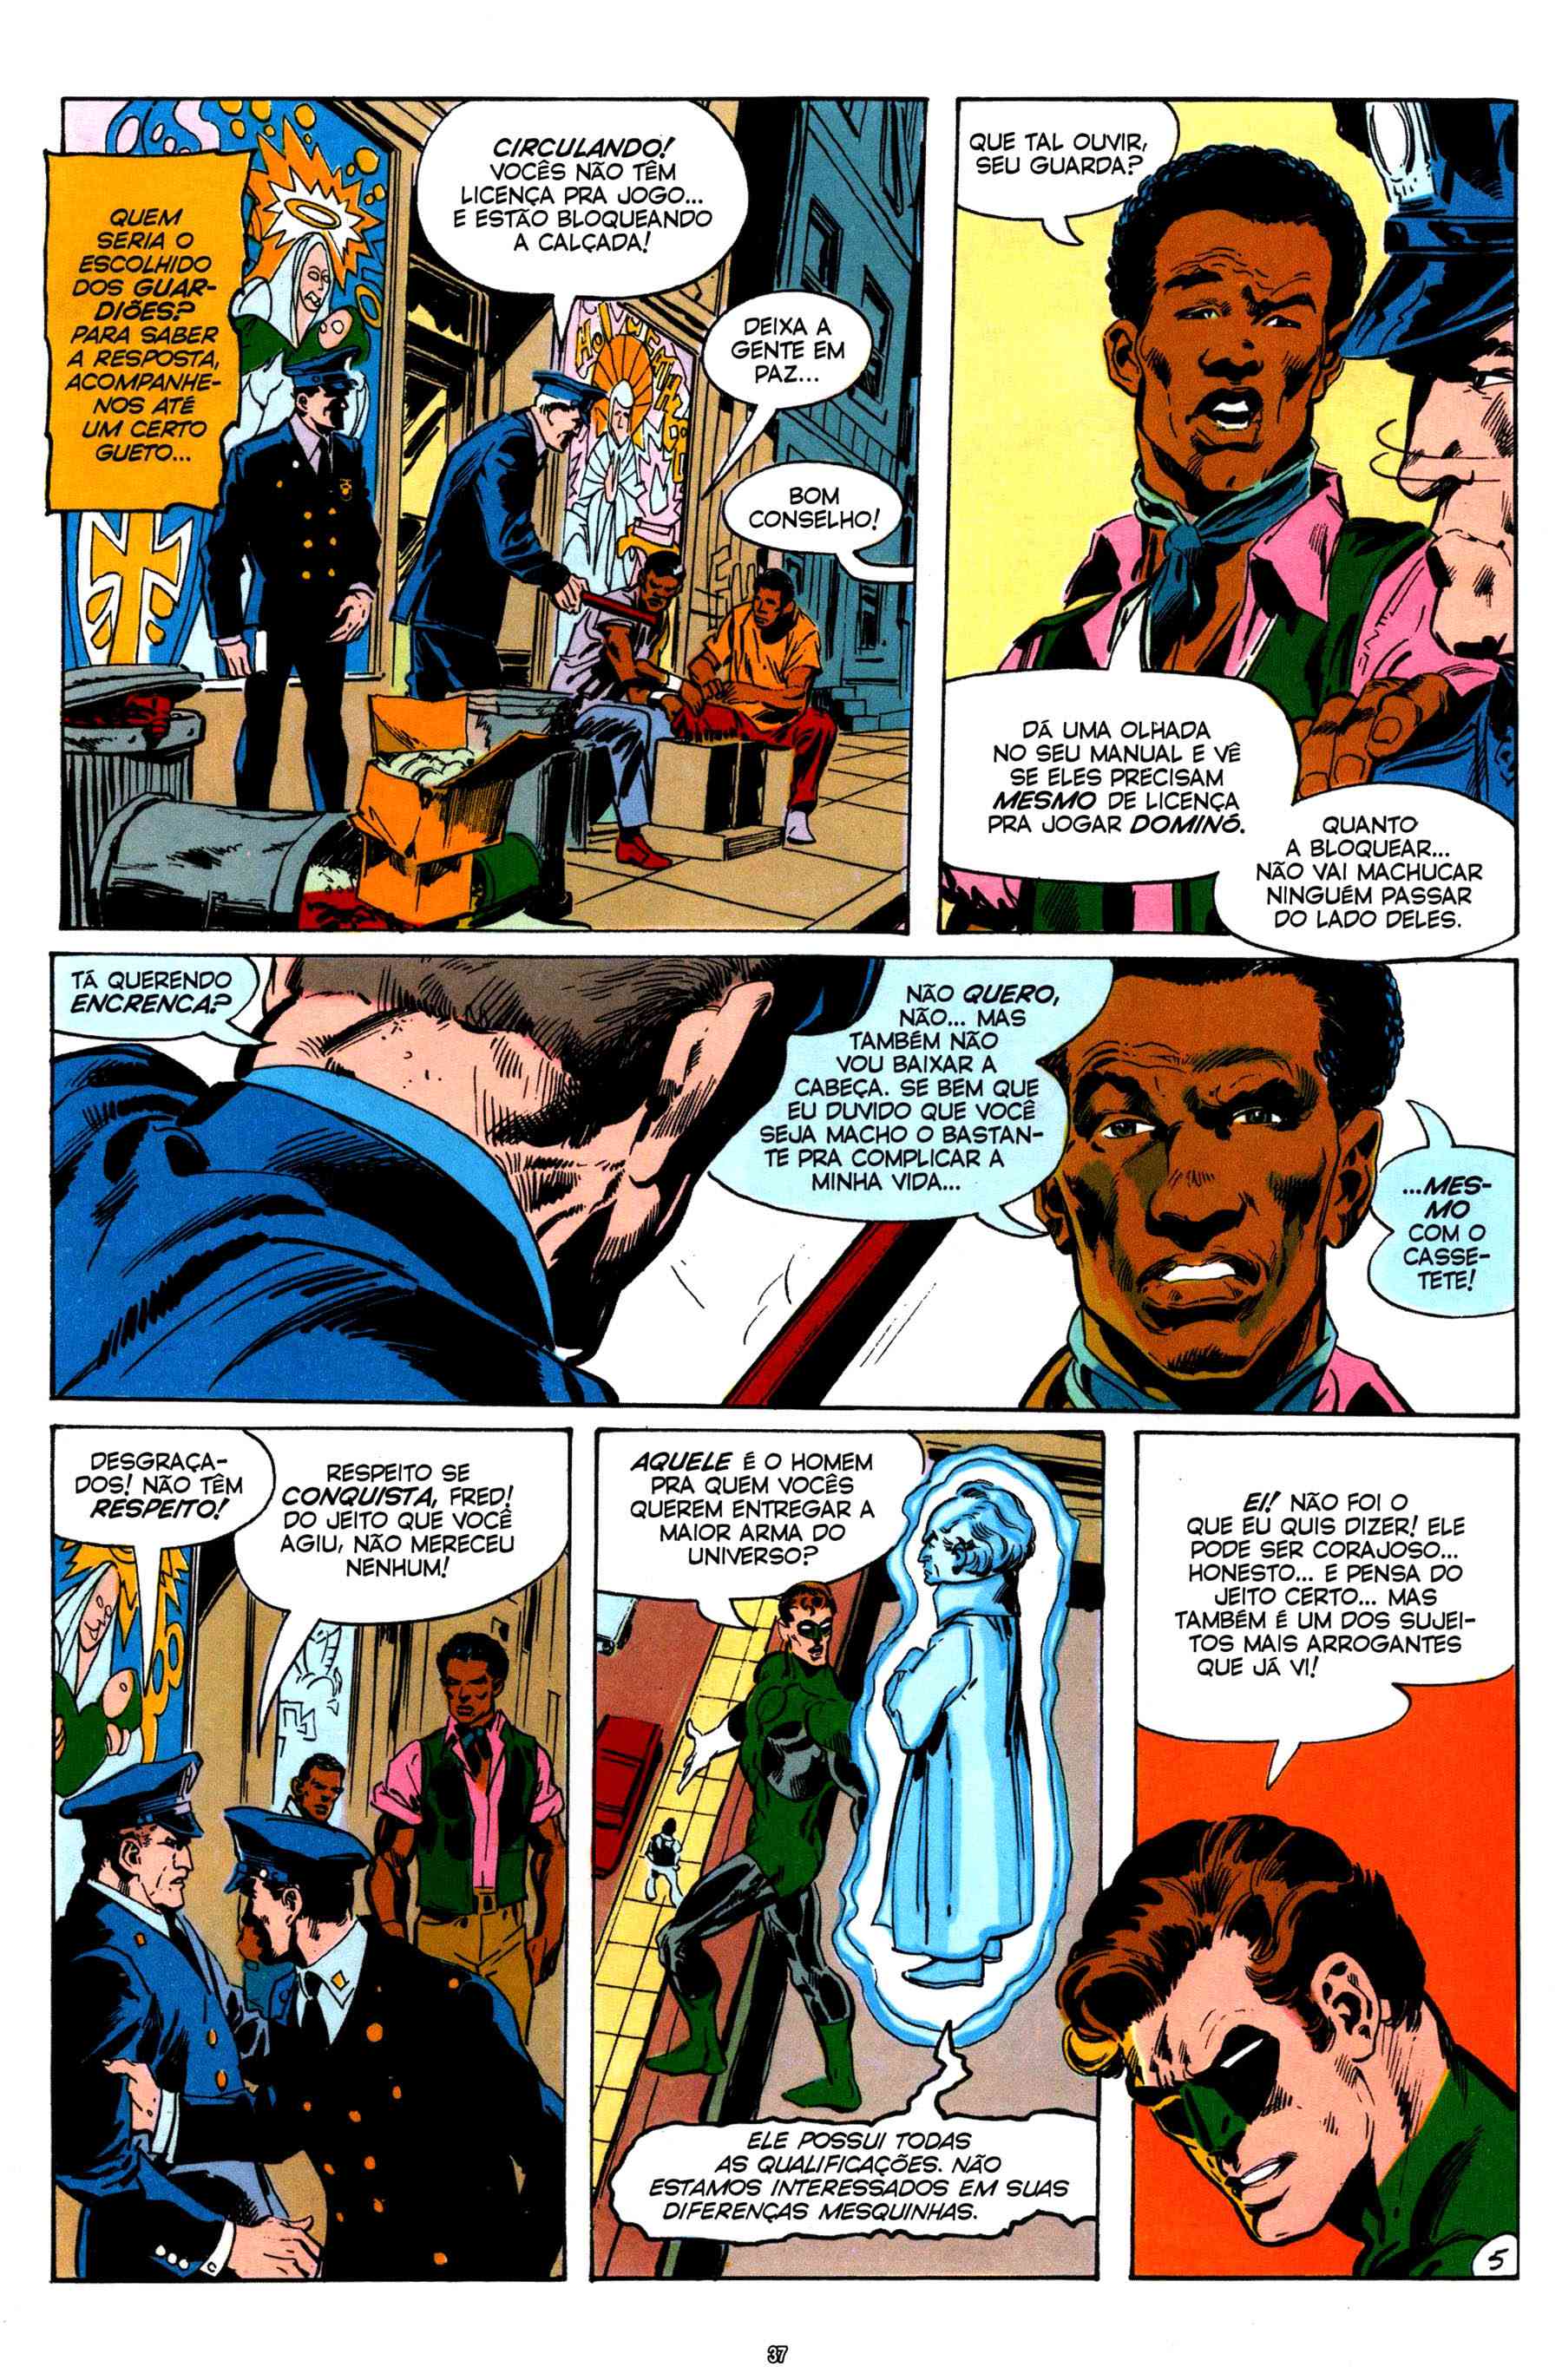 QUEM
SERIA O
ESCOLHIDO
DOS GUAR-
DIÕES?
PARA SABER
A RESPOSTA,
ACOMPANHE-
NOS ATÉ
UM CERTO
GUETO...
CIRCULANDO!
VOCÊS NÃO TÊM
LICENÇA PRA JOGO...
E ESTÃO BLOQUEANDO
A CALÇADA!
DEIXA A
GENTE EM
PAZ...
BOM
CONSELHO!
QUE TAL OUVIR,
SEU GUARDA?
DÁ UMA OLHADA
NO SEU MANUAL E VÊ
SE ELES PRECISAM
MESMO DE LICENÇA
PRA JOGAR DOMINÓ.
QUANTO
A BLOQUEAR...
NÃO VAI MACHUCAR
NINGUÉM PASSAR
DO LADO DELES.
TÁ QUERENDO
ENCRENCA?
NÃO QUERO,
NÃO... MAS
TAMBÉM NÃO
VOU BAIXAR A
CABEÇA. SE BEM QUE
EU DUVIDO QUE VOCÊ
SEJA MACHO O BASTAN-
TE PRA COMPLICAR A
MINHA VIDA...
...MES-
MO
COM O
CASSE-
TETE!
DESGRAÇA-
DOS! NÃO TÊM
RESPEITO!
RESPEITO SE
CONQUISTA, FRED!
DO JEITO QUE VOCÊ
AGIU, NÃO MERECEU
NENHUM!
AQUELE É O HOMEM
PRA QUEM VOCÊS
QUEREM ENTREGAR A
MAIOR ARMA DO
UNIVERSO?
ELE POSSUI TODAS
AS QUALIFICAÇÕES. NÃO
ESTAMOS INTERESSADOS EM SUAS
DIFERENÇAS MESQUINHAS.
EI! NÃO FOI O
QUE EU QUIS DIZER! ELE
PODE SER CORAJOSO...
HONESTO... E PENSA DO
JEITO CERTO... MAS
TAMBÉM É UM DOS SUJEI-
TOS MAIS ARROGANTES
QUE JÁ VI!
5
37